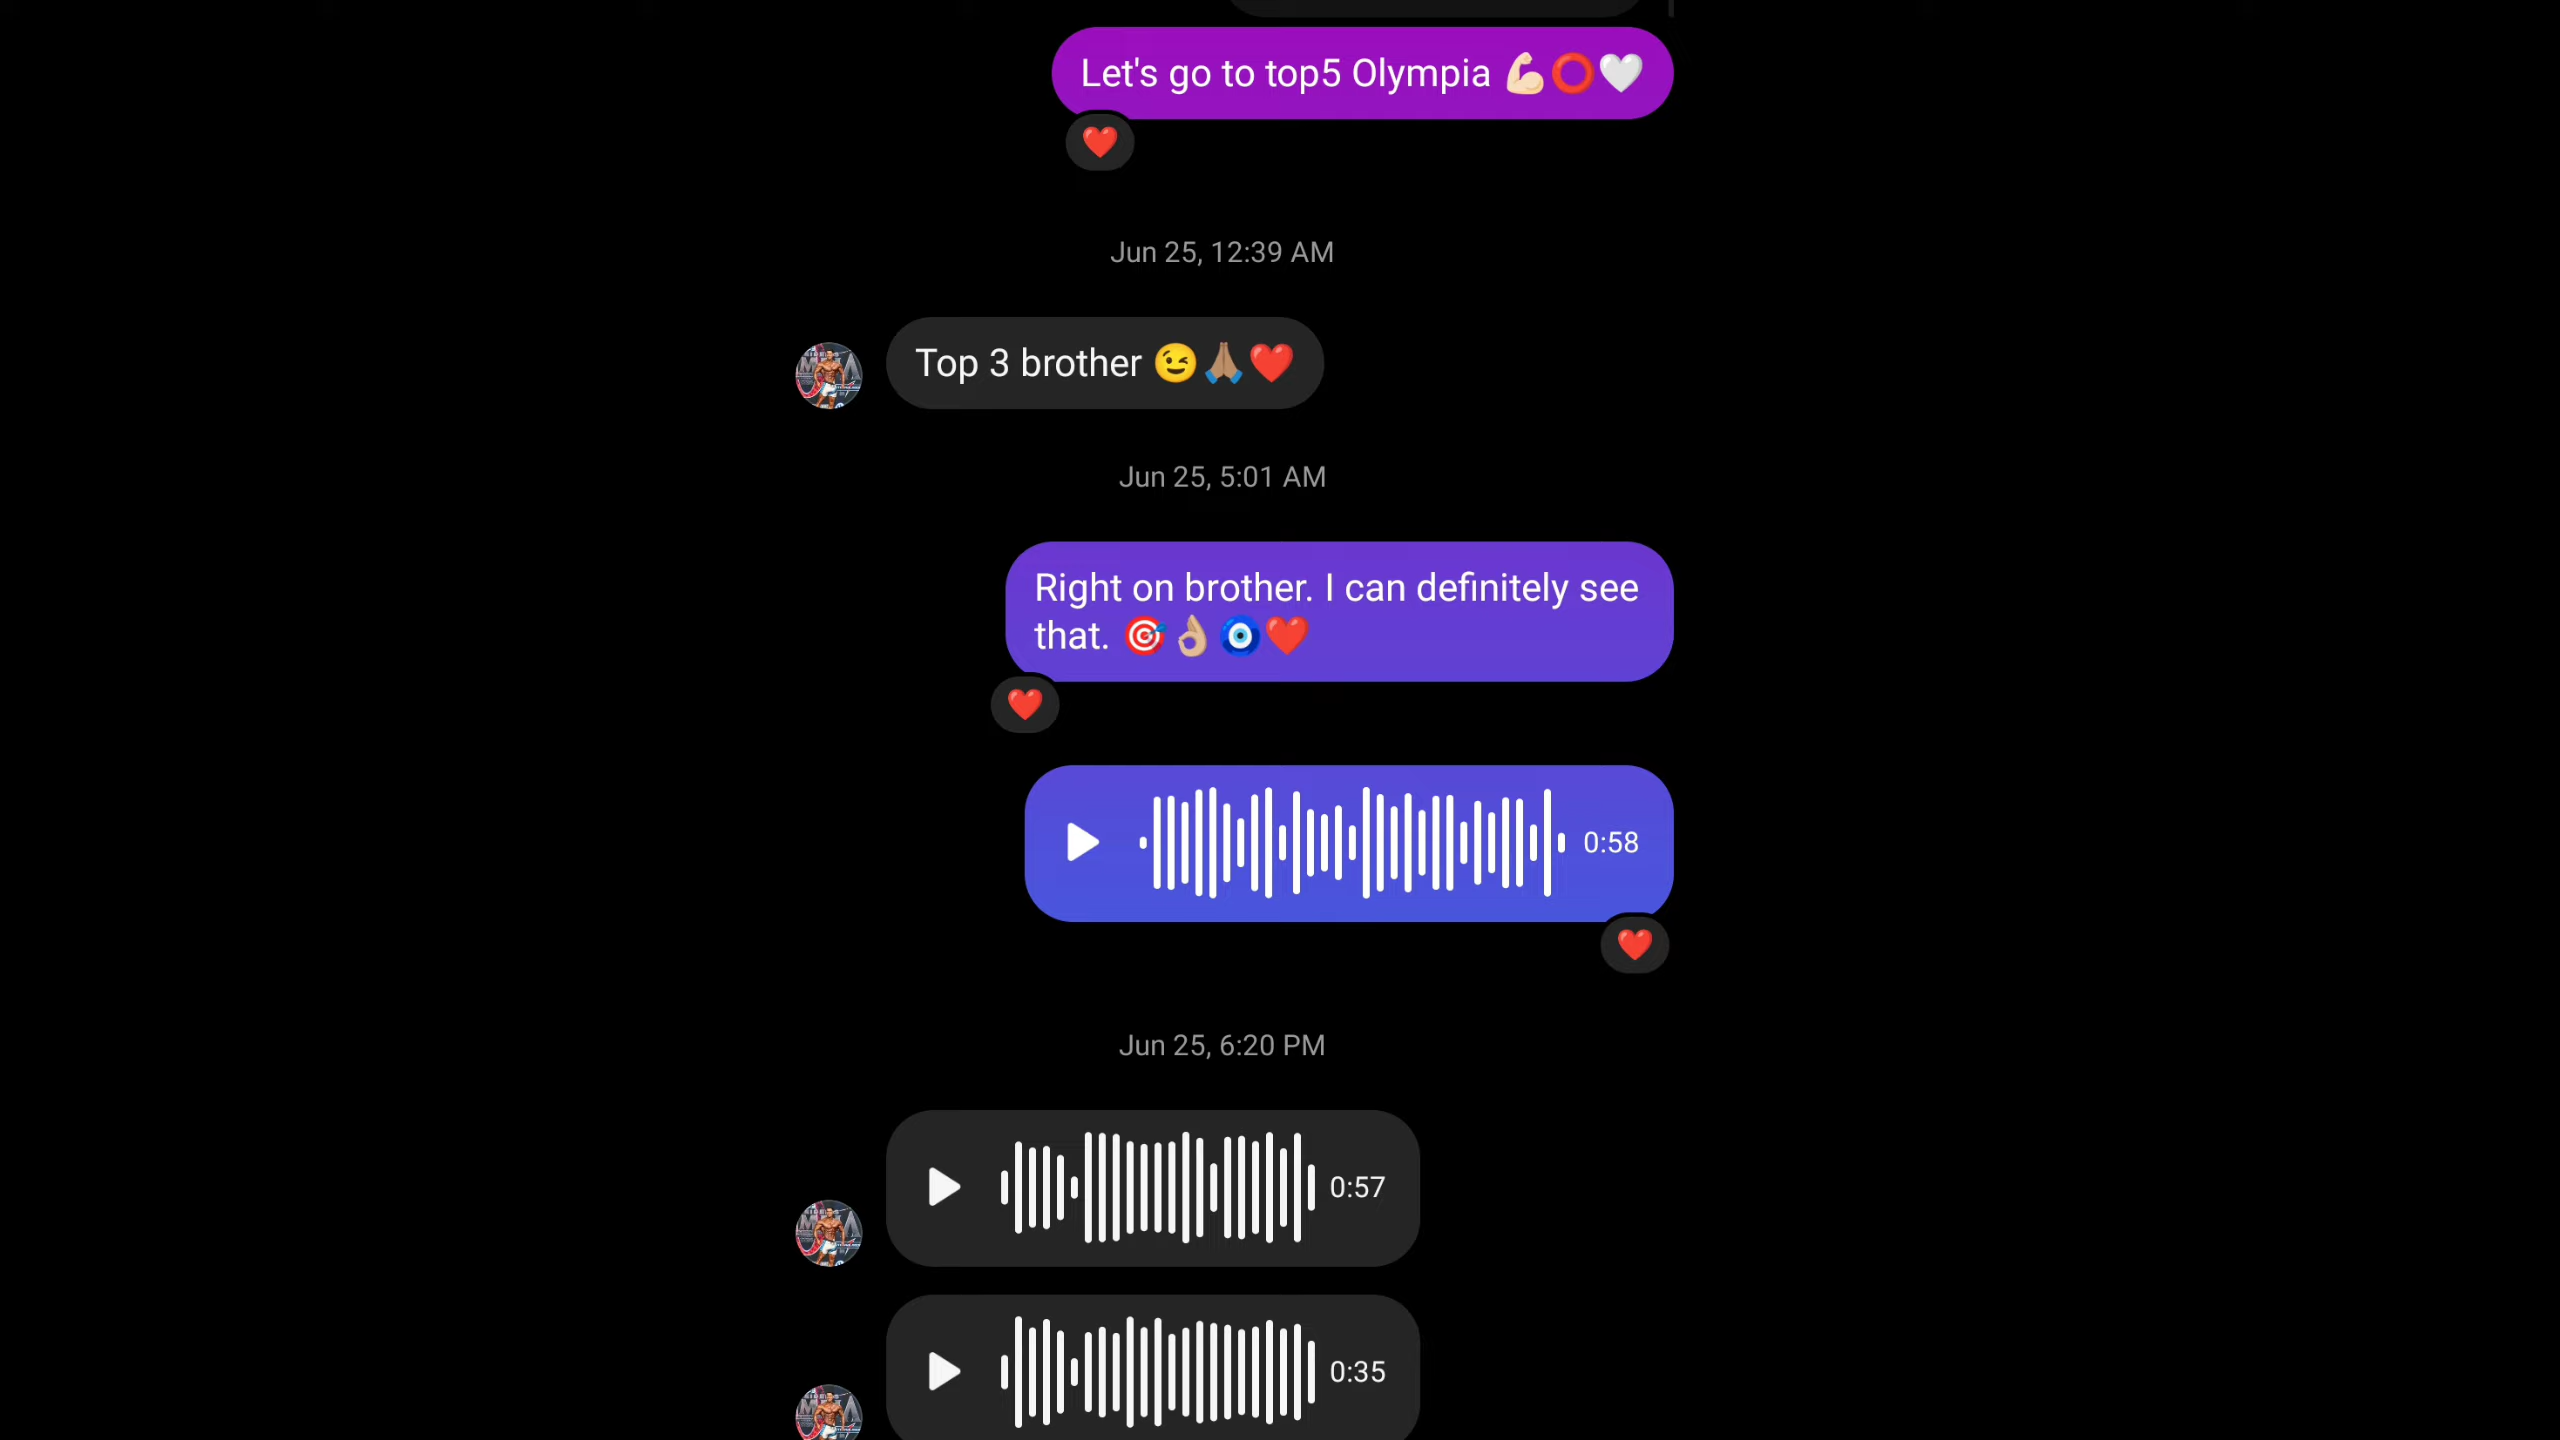 Let's go to top5 Olympia 💪🏻⭕🤍
❤️
Jun 25, 12:39 AM
Top 3 brother 😉🙏🏽❤️
Jun 25, 5:01 AM
Right on brother. I can definitely see
that. 🎯👌🏼🧿❤️
❤️
0:58
❤️
Jun 25, 6:20 PM
0:57
0:35